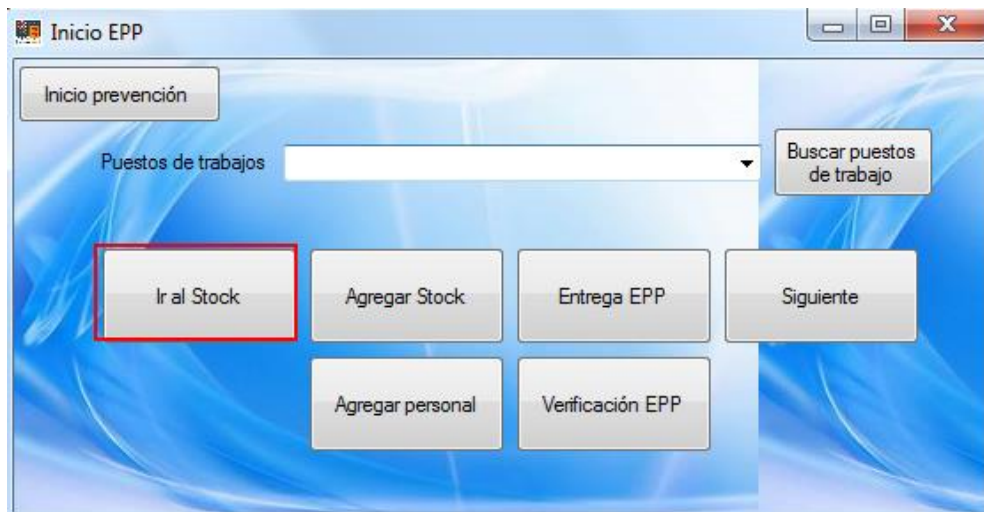 Inicio EPP
Inicio prevención
Puestos de trabajos
Buscar puestos
de trabajo
Ir al Stock
Agregar Stock
Entrega EPP
Siguiente
Agregar personal
Verificación EPP